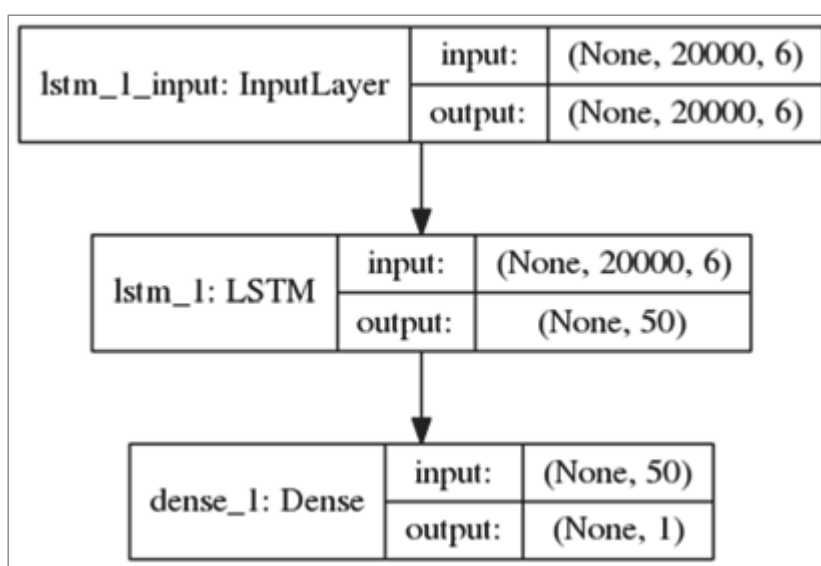 lstm_1_input: InputLayer
input: (None, 20000, 6)
output: (None, 20000, 6)
lstm_1: LSTM
input: (None, 20000, 6)
output: (None, 50)
dense_1: Dense
input: (None, 50)
output: (None, 1)